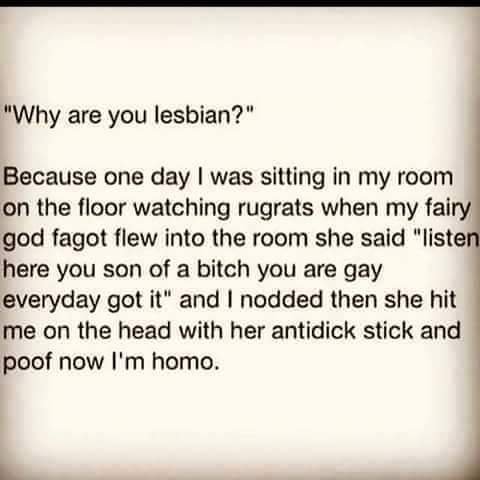 "Why are you lesbian?"
Because one day I was sitting in my room
on the floor watching rugrats when my fairy
god fagot flew into the room she said "listen
here you son of a bitch you are gay
everyday got it" and I nodded then she hit
me on the head with her antidick stick and
poof now I'm homo.